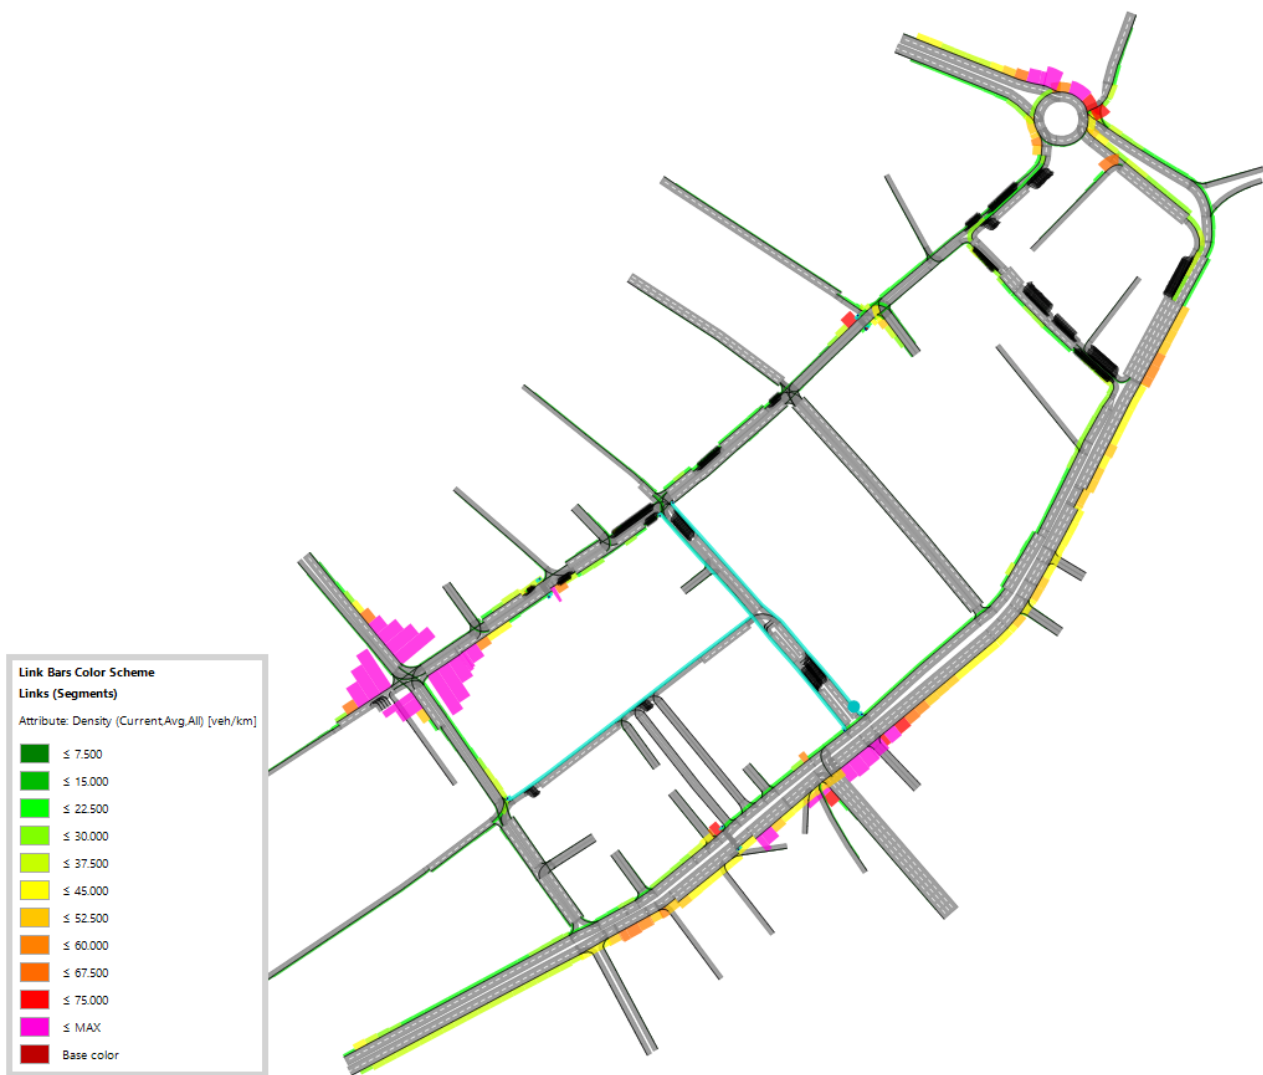 Link Bars Color Scheme
Links (Segments)
Attribute: Density (Current,Avg,All) [veh/km]
≤ 7.500
≤ 15.000
≤ 22.500
≤ 30.000
≤ 37.500
≤ 45.000
≤ 52.500
≤ 60.000
≤ 67.500
≤ 75.000
≤ MAX
Base color